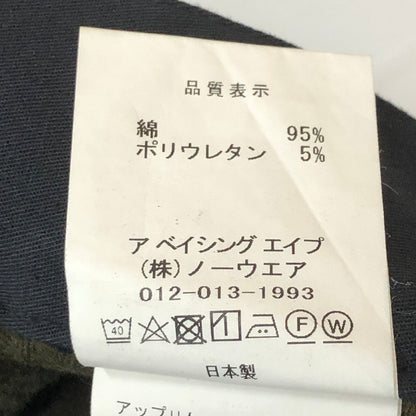 品質表示
綿 95%
ポリウレタン 5%
ア ベイシング エイプ
(株)ノーウエア
012-013-1993
40 F W
日本製